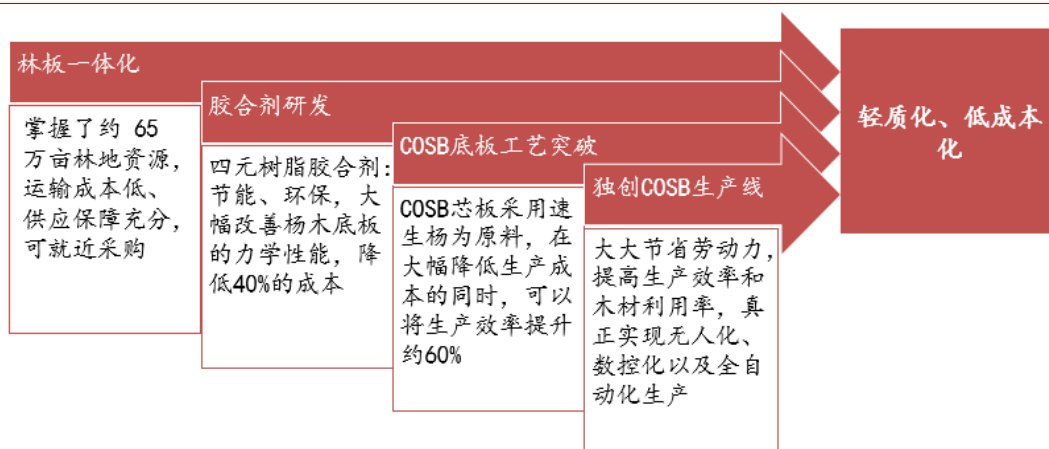 林板一体化
掌握了约 65
万亩林地资源，
运输成本低、
供应保障充分，
可就近采购
胶合剂研发
四元树脂胶合剂：
节能、环保，大
幅改善杨木底板
的力学性能，降
低40%的成本
COSB底板工艺突破
COSB芯板采用速
生杨为原料，在
大幅降低生产成
本的同时，可以
将生产效率提升
约60%
独创COSB生产线
大大节省劳动力，
提高生产效率和
木材利用率，真
正实现无人化、
数控化以及全自
动化生产
轻质化、低成本
化